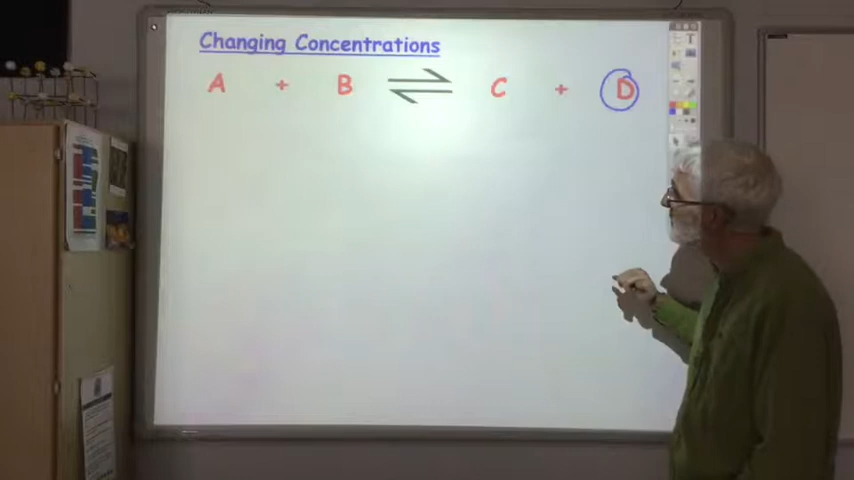 Changing Concentrations
A + B ⇌ C + D